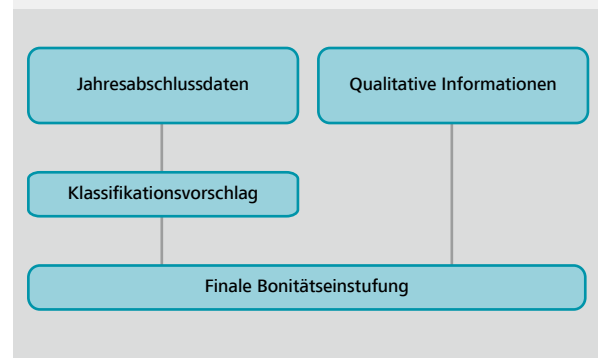 Jahresabschlussdaten
Qualitative Informationen
Klassifikationsvorschlag
Finale Bonitätseinstufung